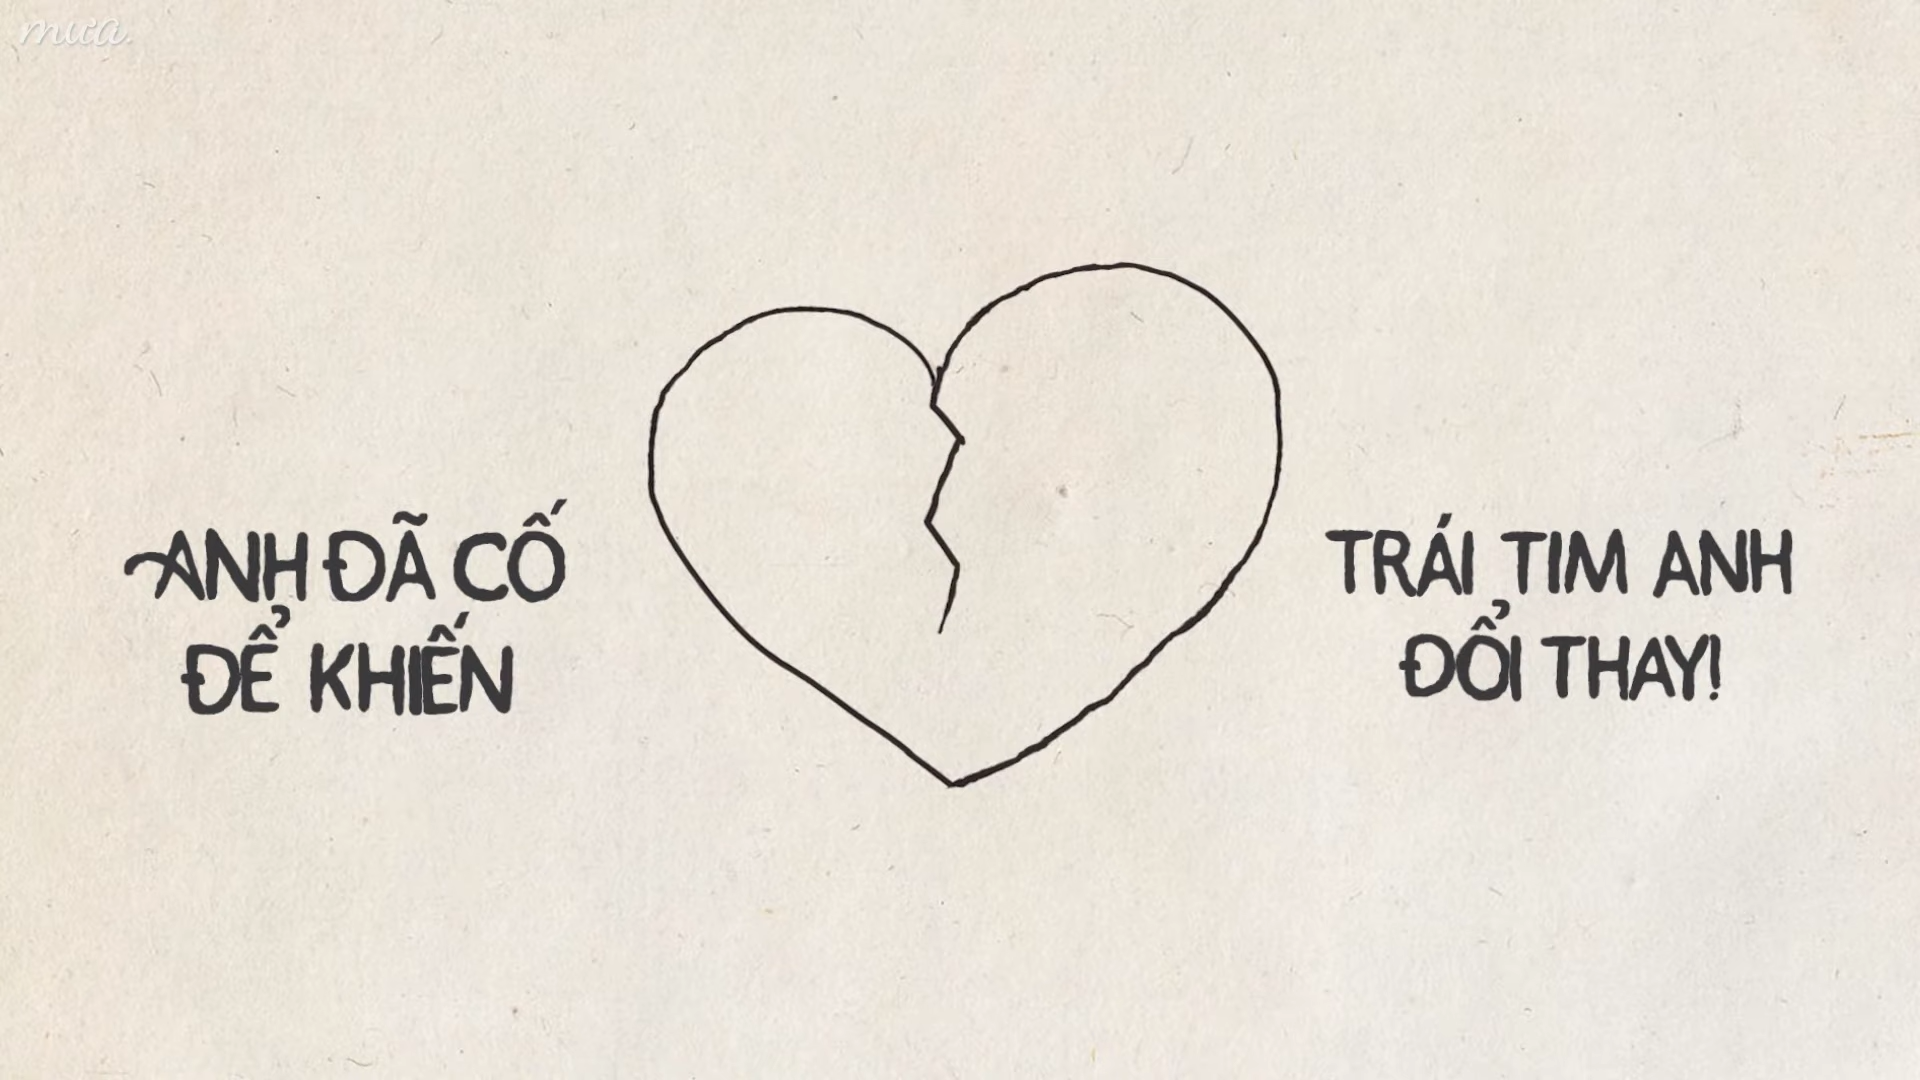 mưa.
ANH ĐÃ CỐ
ĐỂ KHIẾN
TRÁI TIM ANH
ĐỔI THAY!